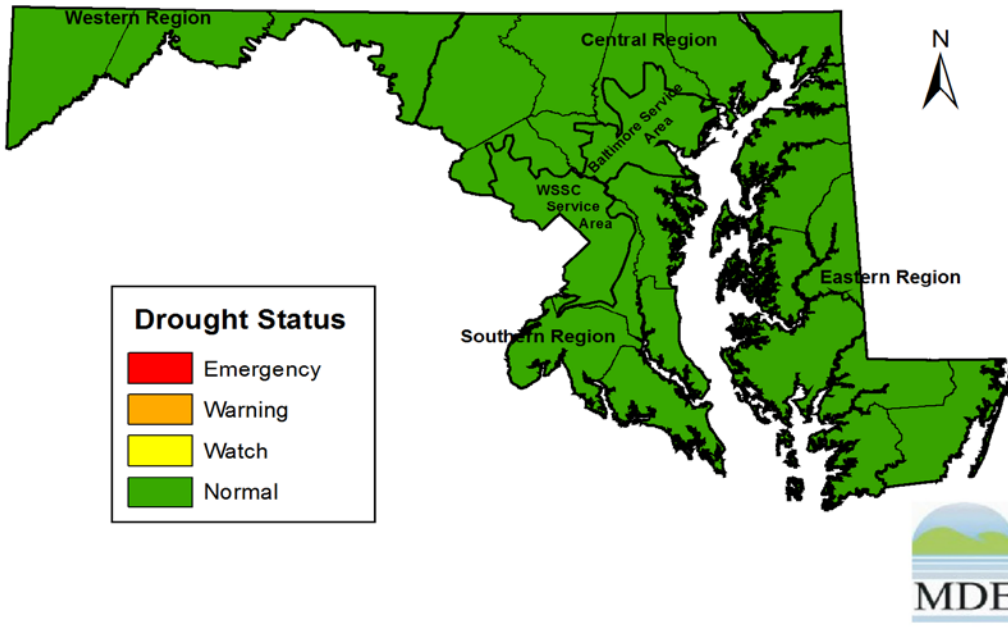 Western Region
Central Region
N
Baltimore Service
Area
WSSC
Service
Area
Eastern Region
Drought Status
Southern Region
Emergency
Warning
Watch
Normal
MDE